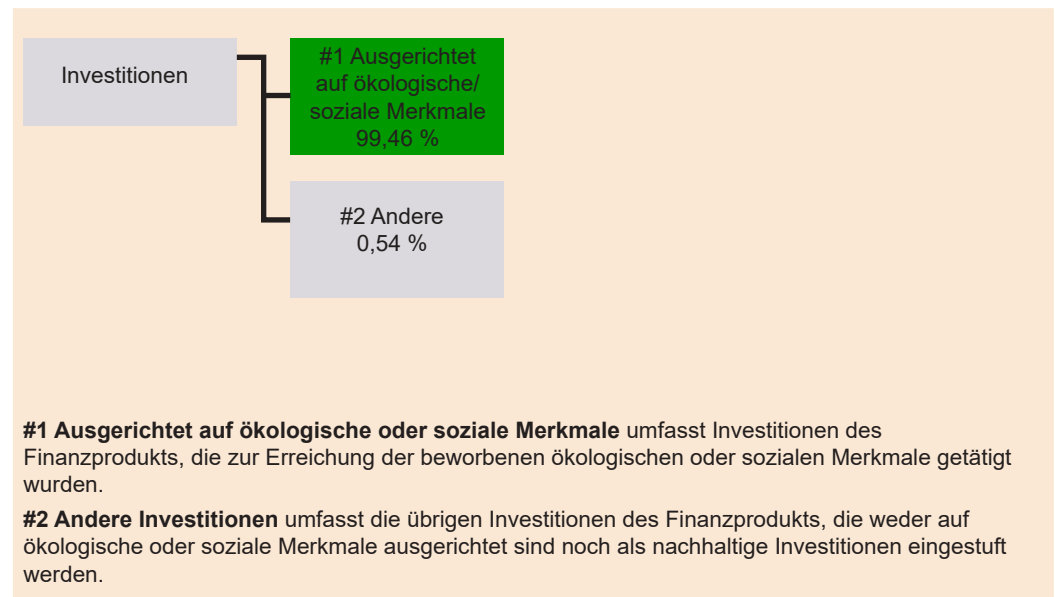 Investitionen
#1 Ausgerichtet
auf ökologische/
soziale Merkmale
99,46 %
#2 Andere
0,54 %
#1 Ausgerichtet auf ökologische oder soziale Merkmale umfasst Investitionen des
Finanzprodukts, die zur Erreichung der beworbenen ökologischen oder sozialen Merkmale getätigt
wurden.
#2 Andere Investitionen umfasst die übrigen Investitionen des Finanzprodukts, die weder auf
ökologische oder soziale Merkmale ausgerichtet sind noch als nachhaltige Investitionen eingestuft
werden.